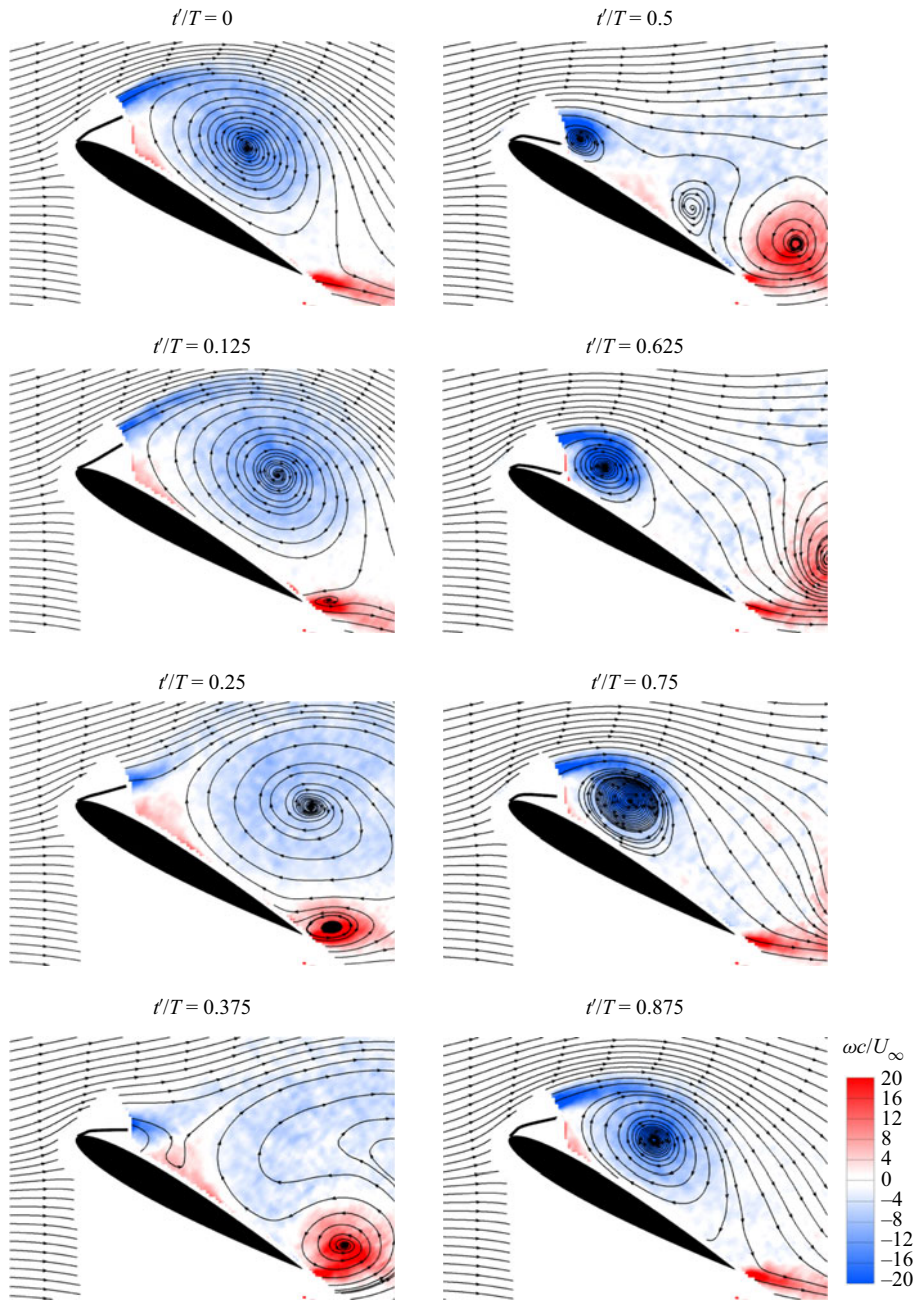 t′/T = 0
t′/T = 0.5
t′/T = 0.125
t′/T = 0.625
t′/T = 0.25
t′/T = 0.75
t′/T = 0.375
t′/T = 0.875
ωc/U∞
20
16
12
8
4
0
–4
–8
–12
–16
–20